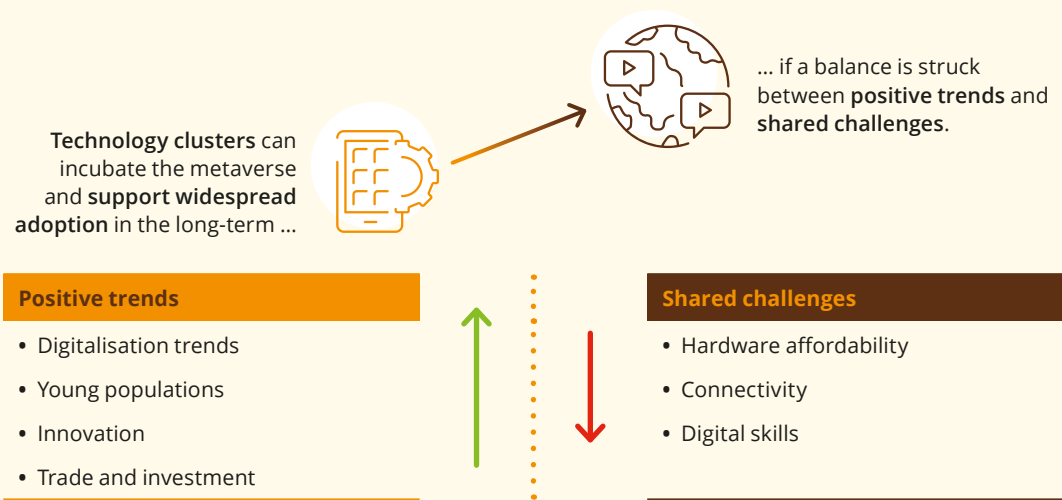 Technology clusters can
incubate the metaverse
and support widespread
adoption in the long-term ...
... if a balance is struck
between positive trends and
shared challenges.
Positive trends
• Digitalisation trends
• Young populations
• Innovation
• Trade and investment
Shared challenges
• Hardware affordability
• Connectivity
• Digital skills